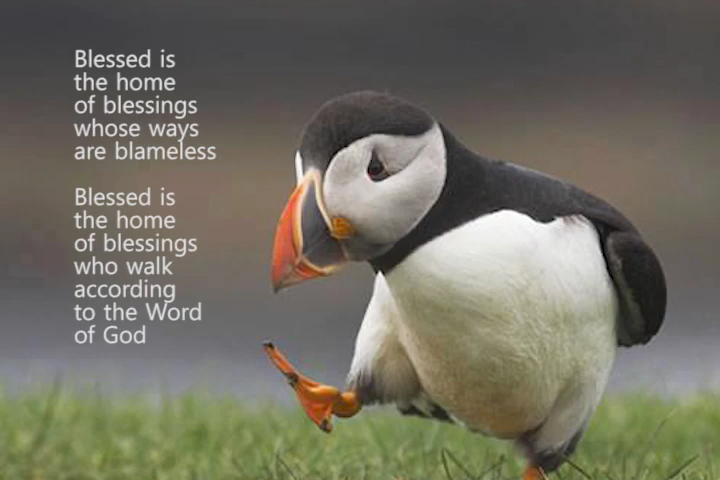 Blessed is
the home
of blessings
whose ways
are blameless
Blessed is
the home
of blessings
who walk
according
to the Word
of God